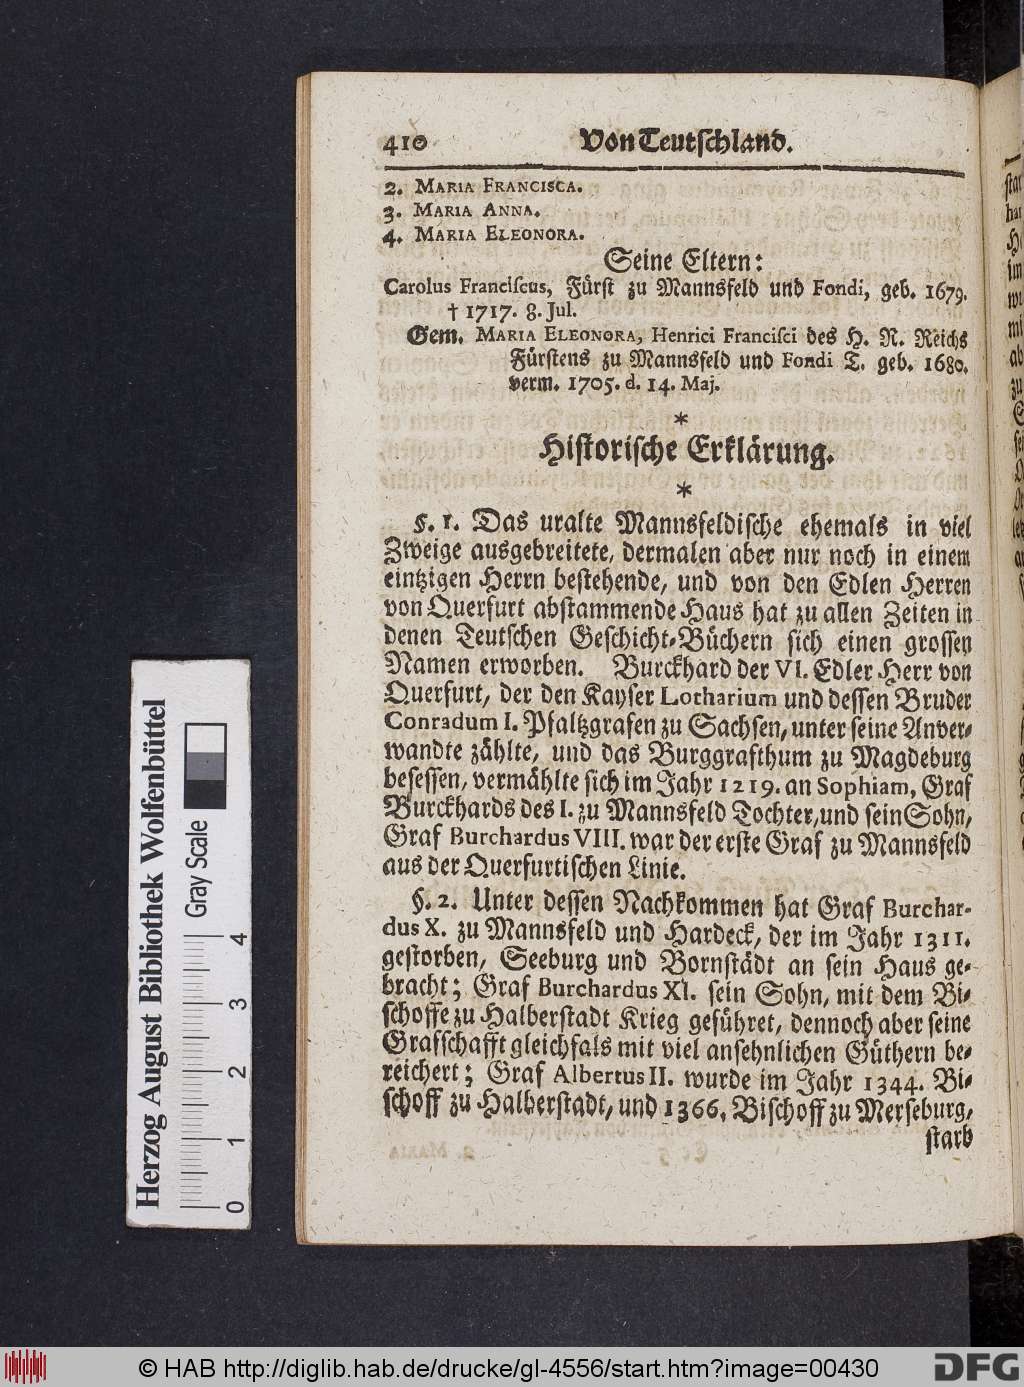 410 Von Teutschland.
2. MARIA FRANCISCA.
3. MARIA ANNA.
4. MARIA ELEONORA.
Seine Eltern:
Carolus Franciſcus, Fürſt zu Mannsfeld und Fondi, geb. 1679.
† 1717. 8. Jul.
Gem. MARIA ELEONORA, Henrici Franciſci des H. R. Reichs
Fürſtens zu Mannsfeld und Fondi T. geb. 1680.
verm. 1705. d. 14. Maj.
*
Hiſtoriſche Erklärung.
*
§. 1. Das uralte Mannsfeldiſche ehemals in viel
Zweige ausgebreitete, dermalen aber nur noch in einem
eintzigen Herrn beſtehende, und von den Edlen Herren
von Querfurt abſtammende Haus hat zu allen Zeiten in
denen Teutſchen Geſchicht-Büchern ſich einen groſſen
Namen erworben. Burckhard der VI. Edler Herr von
Querfurt, der den Kayſer Lotharium und deſſen Bruder
Conradum I. Pfaltzgrafen zu Sachſen, unter ſeine Anver-
wandte zählte, und das Burggrafthum zu Magdeburg
beſeſſen, vermählte ſich im Jahr 1219. an Sophiam, Graf
Burckhards des I. zu Mannsfeld Tochter, und ſein Sohn,
Graf Burchardus VIII. war der erſte Graf zu Mannsfeld
aus der Querfurtiſchen Linie.
§. 2. Unter deſſen Nachkommen hat Graf Burchar-
dus X. zu Mannsfeld und Hardeck, der im Jahr 1311.
geſtorben, Seeburg und Bornſtädt an ſein Haus ge-
bracht; Graf Burchardus XI. ſein Sohn, mit dem Bi-
ſchoffe zu Halberſtadt Krieg geführet, dennoch aber ſeine
Grafſchafft gleichfals mit viel anſehnlichen Güthern be-
reichert; Graf Albertus II. wurde im Jahr 1344. Bi-
ſchoff zu Halberſtadt, und 1366. Biſchoff zu Merſeburg,
ſtarb
Herzog August Bibliothek Wolfenbüttel
Gray Scale
0 1 2 3 4
© HAB http://diglib.hab.de/drucke/gl-4556/start.htm?image=00430
DFG